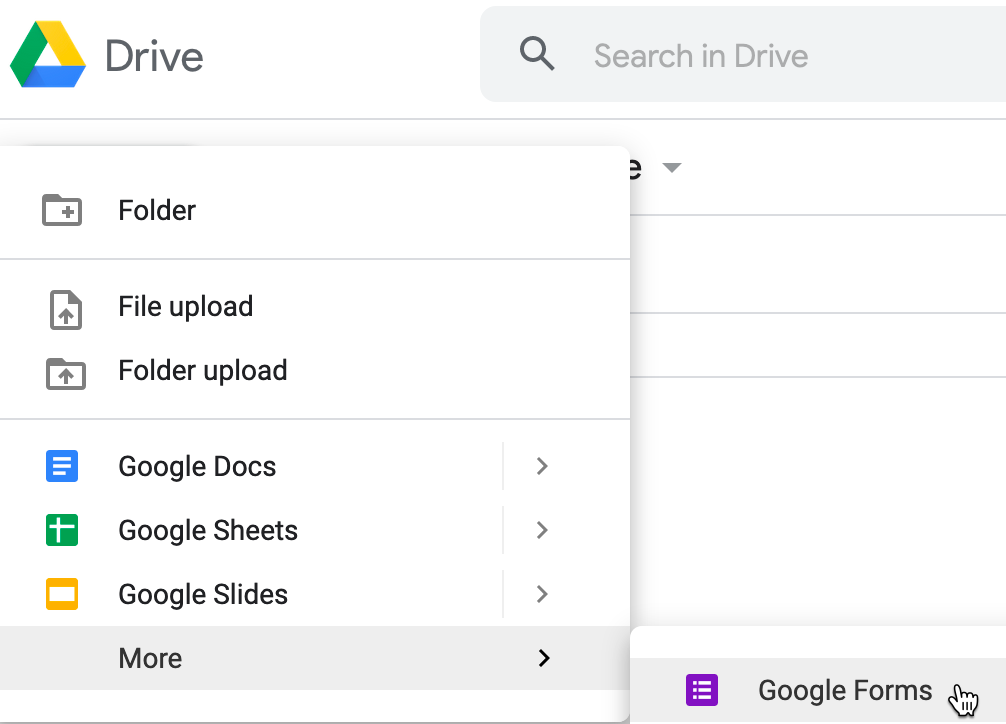 Drive
Search in Drive
e
Folder
File upload
Folder upload
Google Docs
Google Sheets
Google Slides
More
Google Forms